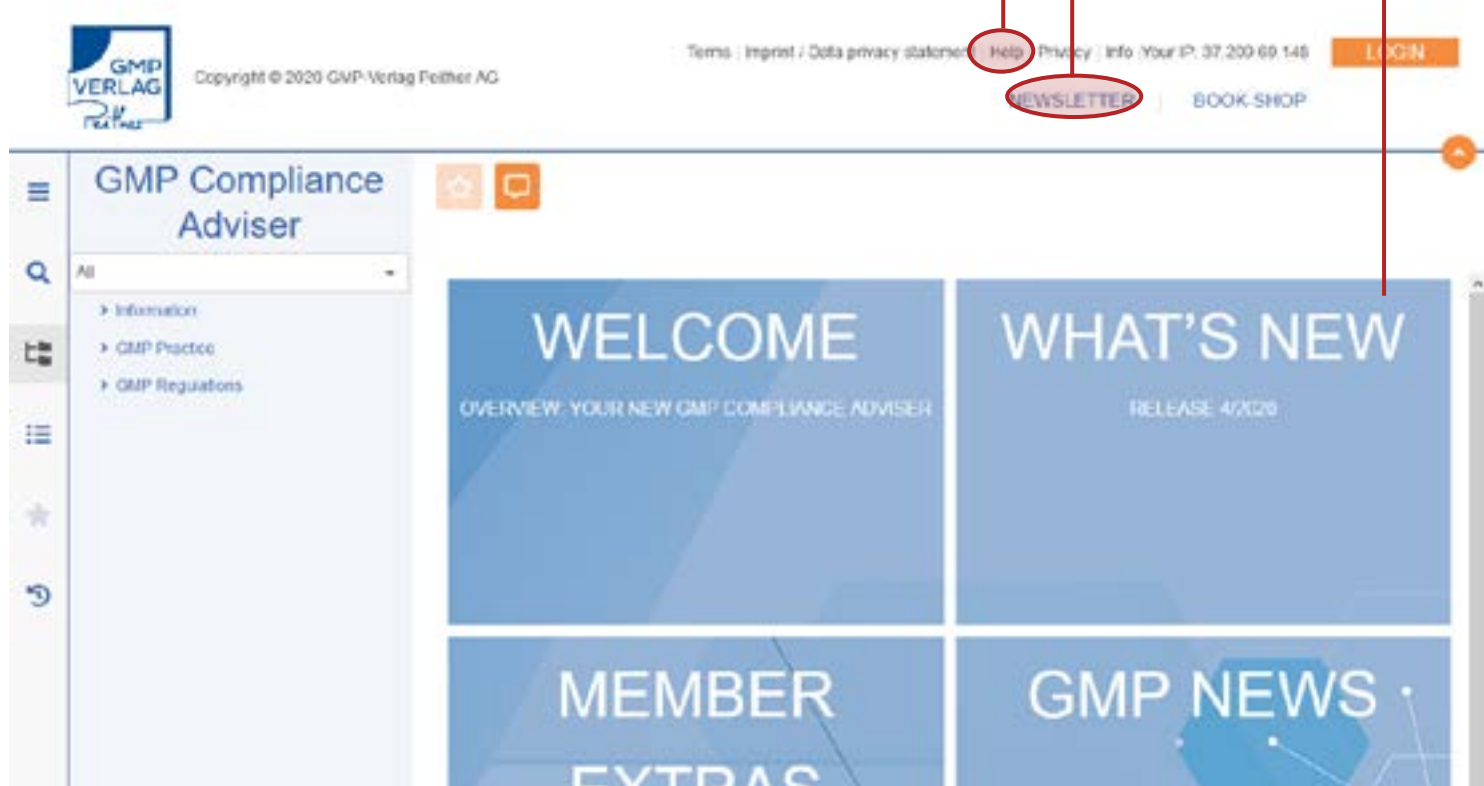 GMP
VERLAG
Peither
Copyright © 2020 GMP-Verlag Peither AG
Terms | Imprint / Data privacy statement | Help | Privacy | Info Your IP: 37.209.69.148
LOGIN
NEWSLETTER | BOOK-SHOP
GMP Compliance
Adviser
All
Information
GMP Practice
GMP Regulations
WELCOME
OVERVIEW: YOUR NEW GMP COMPLIANCE ADVISER
WHAT'S NEW
RELEASE 4/2020
MEMBER
EXTRAS
GMP NEWS